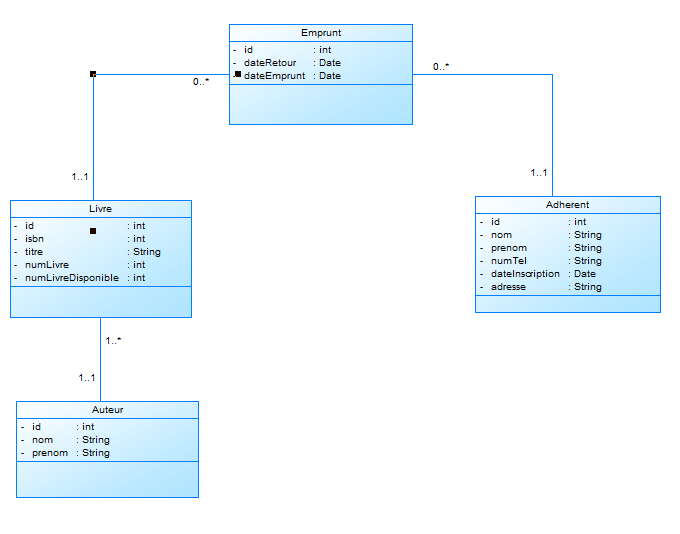 Emprunt
- id : int
- dateRetour : Date
- dateEmprunt : Date
0..*
0..*
1..1
1..1
Livre
- id : int
- isbn : int
- titre : String
- numLivre : int
- numLivreDisponible : int
Adherent
- id : int
- nom : String
- prenom : String
- numTel : String
- dateInscription : Date
- adresse : String
1..*
1..1
Auteur
- id : int
- nom : String
- prenom : String